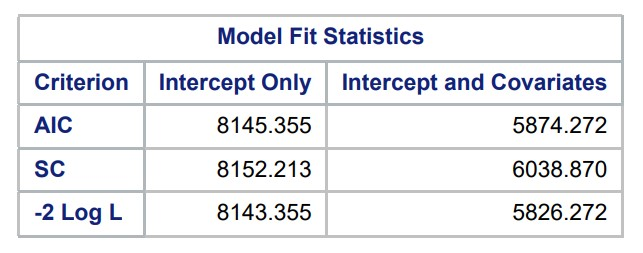 Model Fit Statistics
Criterion Intercept Only Intercept and Covariates
AIC 8145.355 5874.272
SC 8152.213 6038.870
-2 Log L 8143.355 5826.272